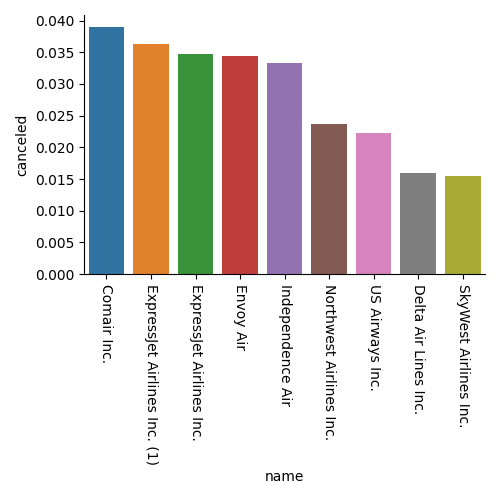 0.040
0.035
0.030
0.025
0.020
0.015
0.010
0.005
0.000
canceled
Comair Inc.
ExpressJet Airlines Inc. (1)
ExpressJet Airlines Inc.
Envoy Air
Independence Air
Northwest Airlines Inc.
US Airways Inc.
Delta Air Lines Inc.
SkyWest Airlines Inc.
name